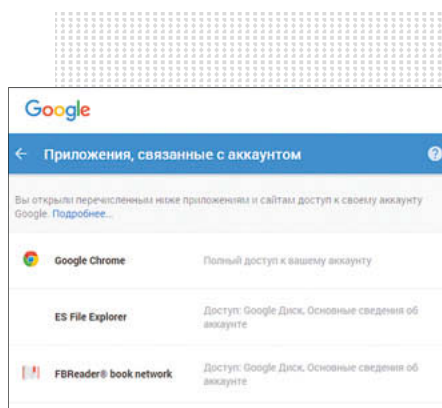 Google
← Приложения, связанные с аккаунтом ?
Вы открыли перечисленным ниже приложениям и сайтам доступ к своему аккаунту
Google. Подробнее...
Google Chrome Полный доступ к вашему аккаунту
ES File Explorer Доступ: Google Диск, Основные сведения об
аккаунте
FBReader® book network Доступ: Google Диск, Основные сведения об
аккаунте